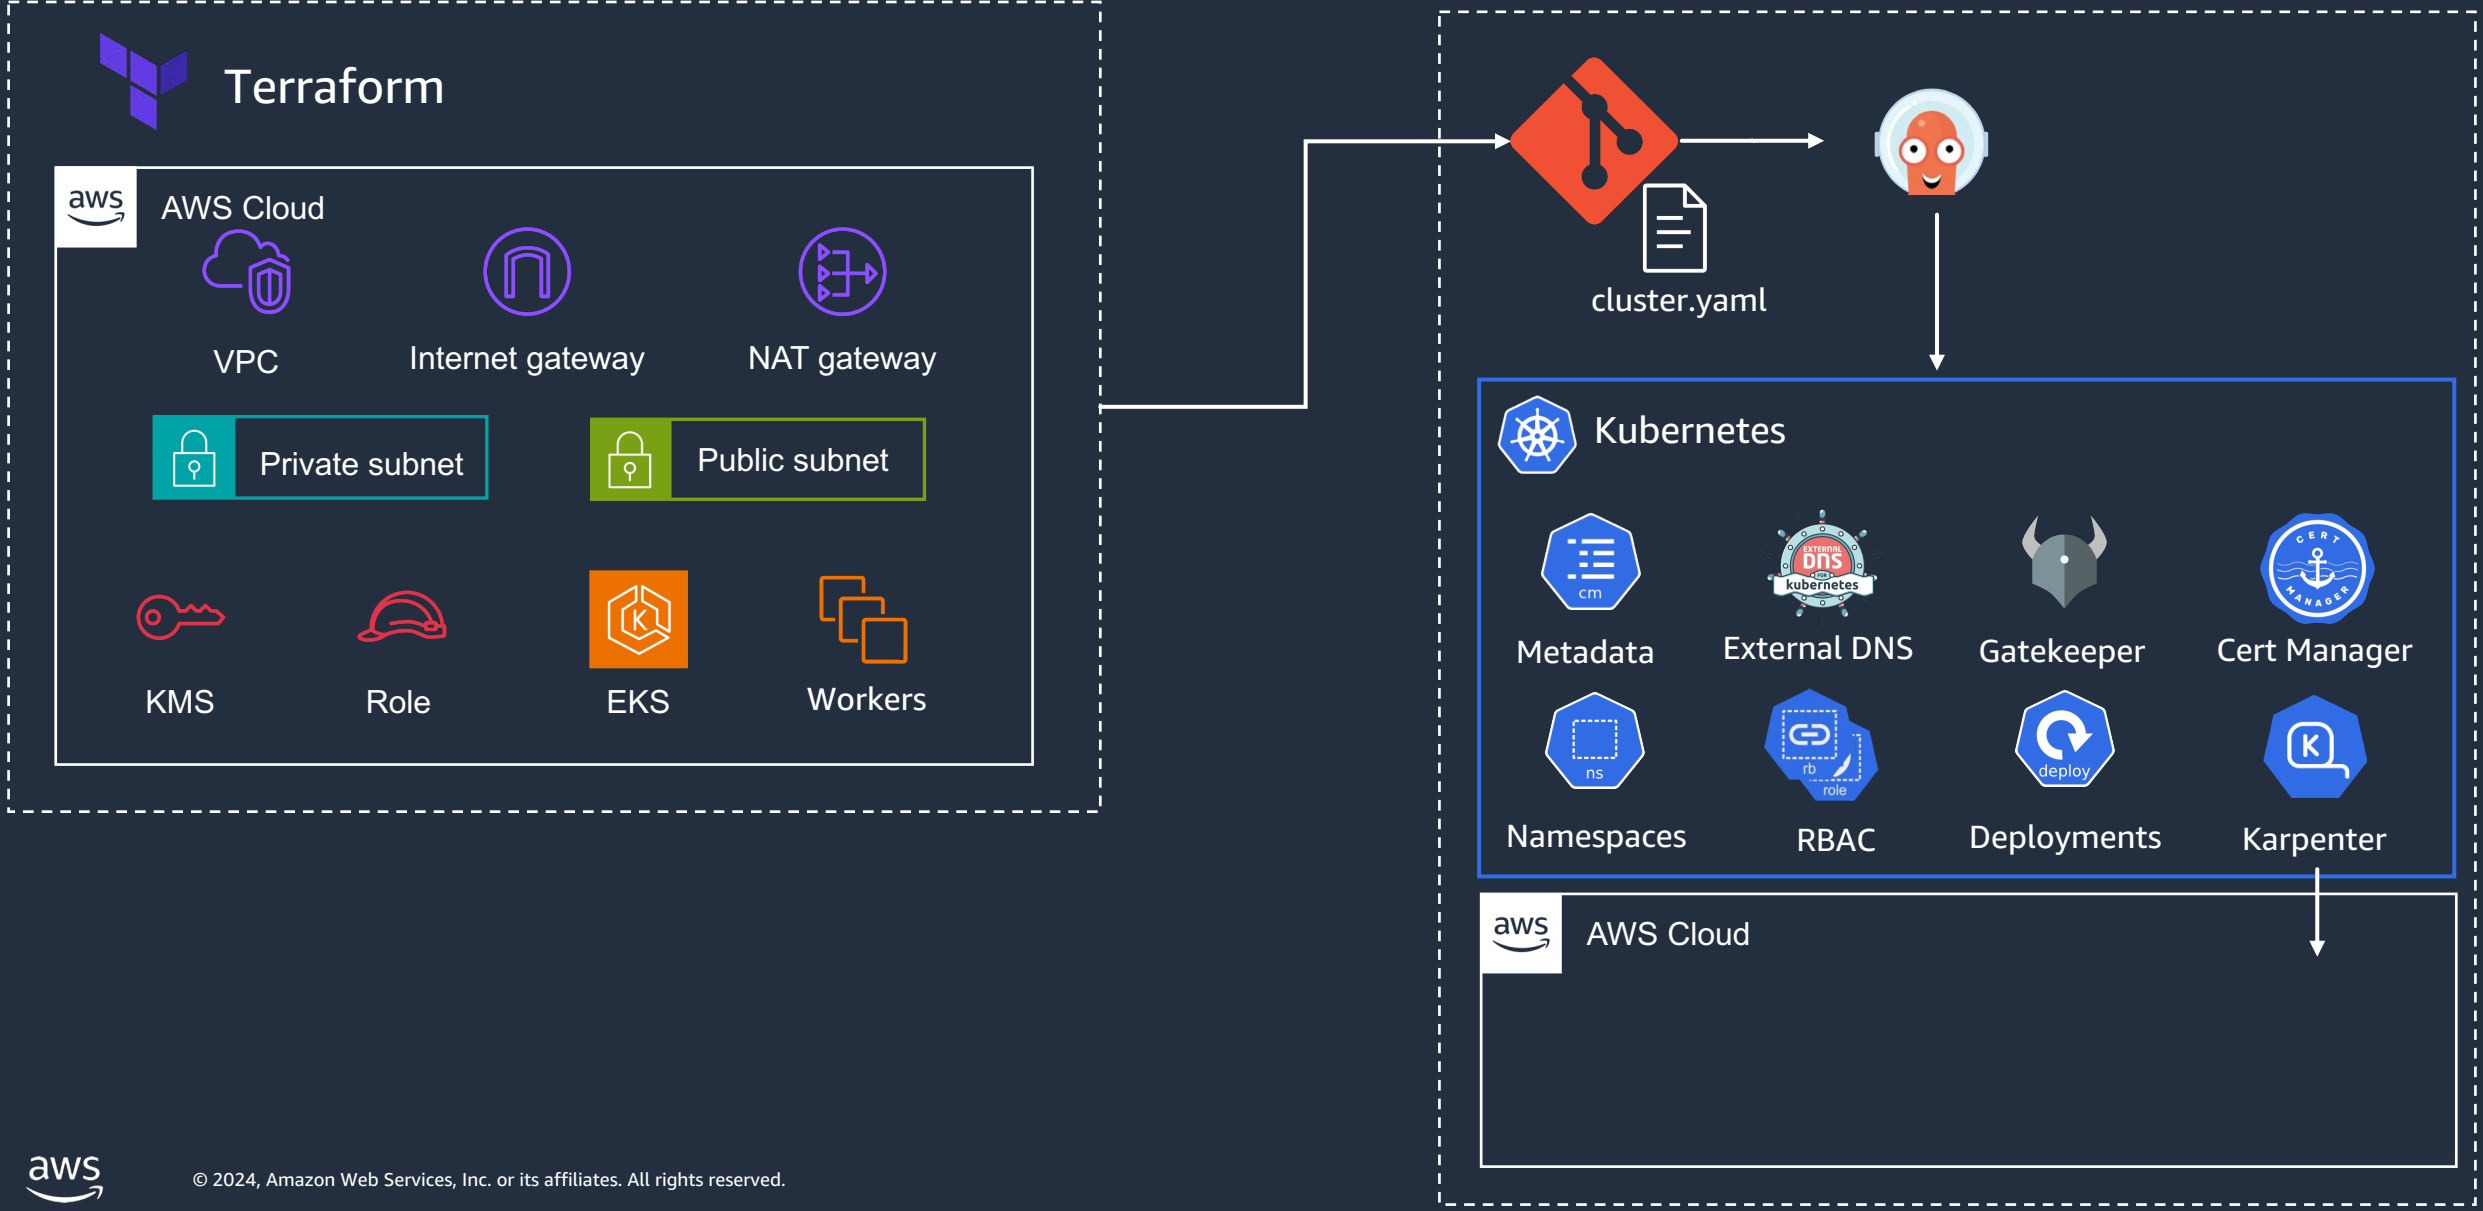 Terraform
aws
AWS Cloud
VPC
Internet gateway
NAT gateway
Private subnet
Public subnet
KMS
Role
K
EKS
Workers
cluster.yaml
Kubernetes
cm
Metadata
EXTERNAL
DNS
FOR
kubernetes
External DNS
Gatekeeper
CERT
MANAGER
Cert Manager
ns
Namespaces
rb
role
RBAC
deploy
Deployments
K
Karpenter
aws
AWS Cloud
aws
© 2024, Amazon Web Services, Inc. or its affiliates. All rights reserved.